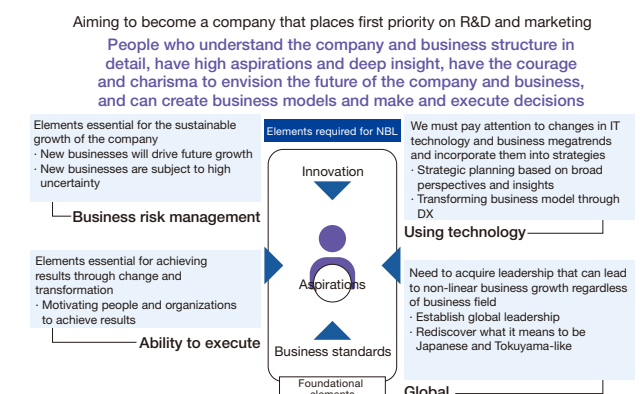 Aiming to become a company that places first priority on R&D and marketing
People who understand the company and business structure in
detail, have high aspirations and deep insight, have the courage
and charisma to envision the future of the company and business,
and can create business models and make and execute decisions
Elements essential for the sustainable
growth of the company
· New businesses will drive future growth
· New businesses are subject to high
uncertainty
Business risk management
Elements essential for achieving
results through change and
transformation
· Motivating people and organizations
to achieve results
Ability to execute
Elements required for NBL
Innovation
Aspirations
Business standards
Foundational
elements
We must pay attention to changes in IT
technology and business megatrends
and incorporate them into strategies
· Strategic planning based on broad
perspectives and insights
· Transforming business model through
DX
Using technology
Need to acquire leadership that can lead
to non-linear business growth regardless
of business field
· Establish global leadership
· Rediscover what it means to be
Japanese and Tokuyama-like
Global